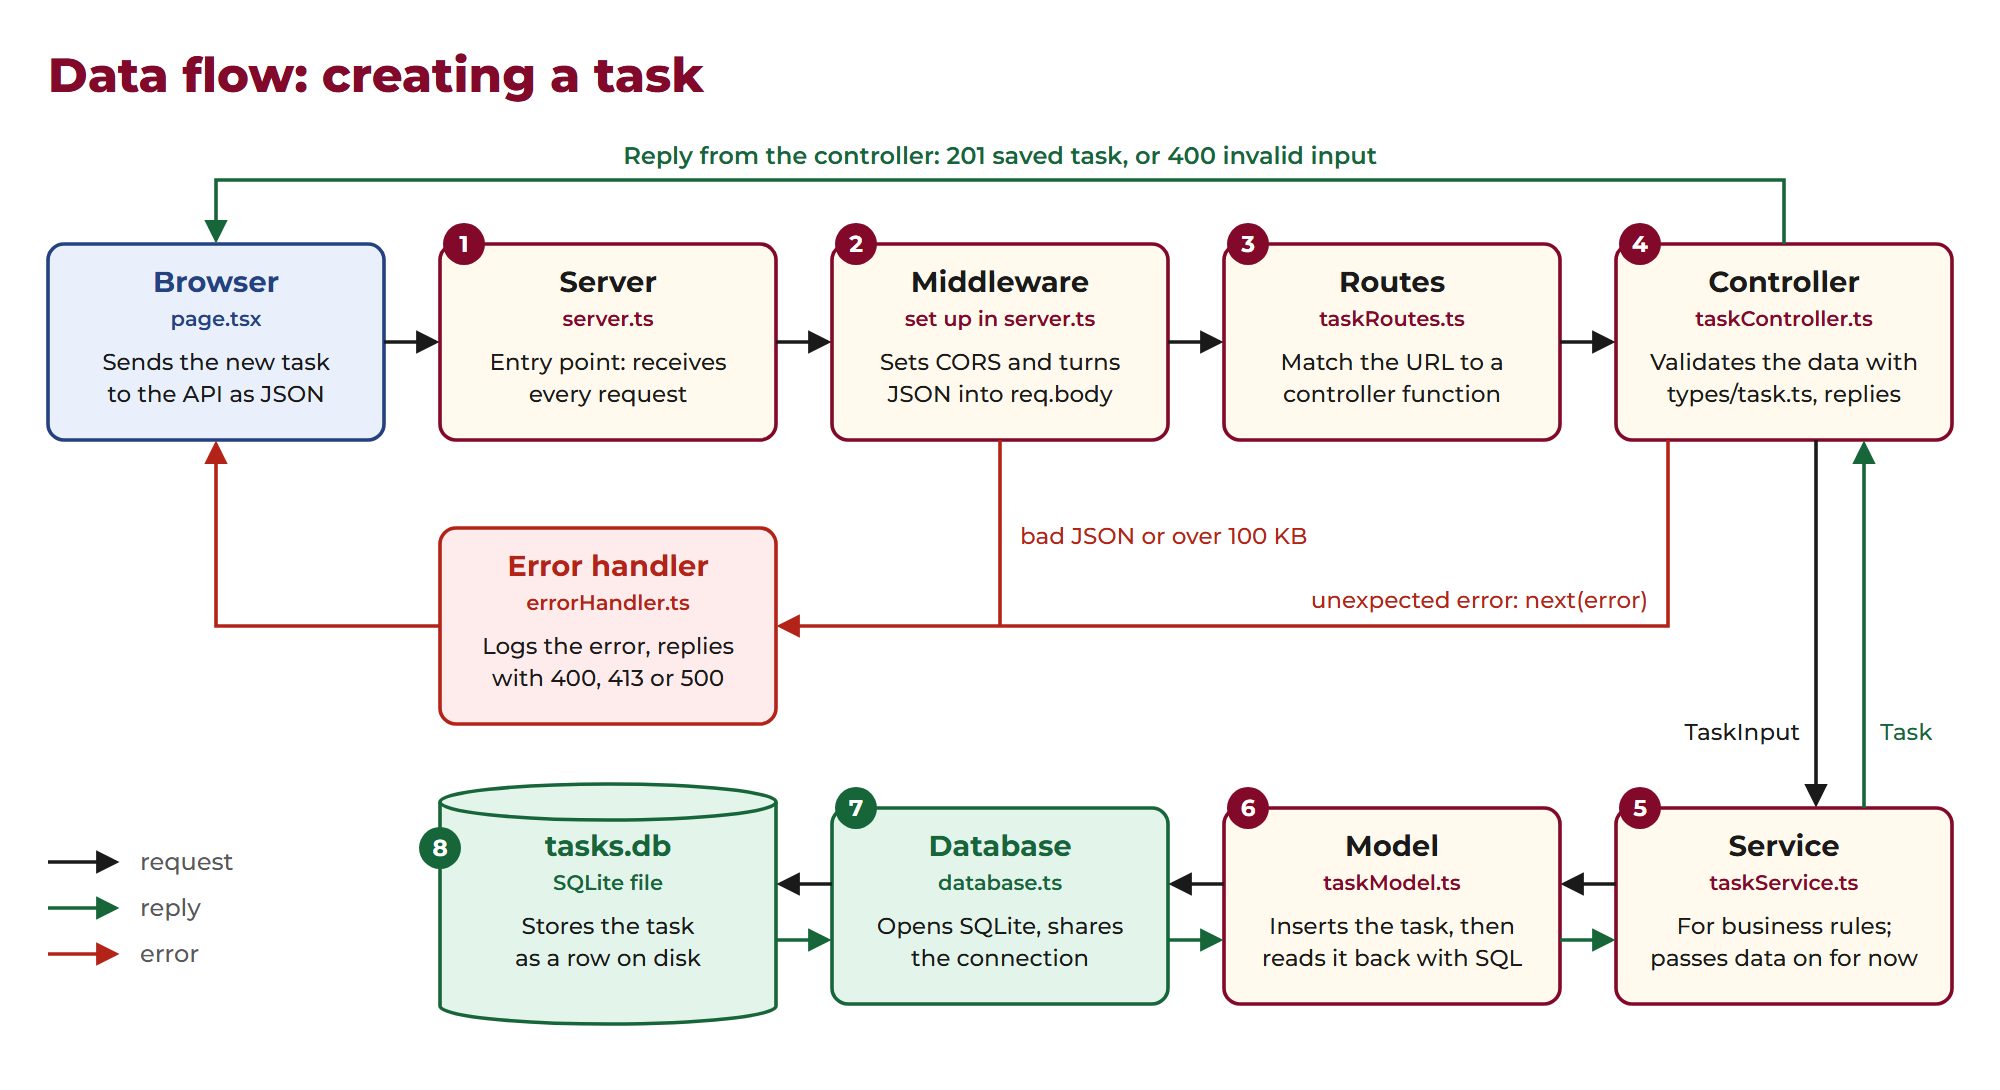 Data flow: creating a task
Reply from the controller: 201 saved task, or 400 invalid input
Browser
page.tsx
Sends the new task
to the API as JSON
1
Server
server.ts
Entry point: receives
every request
2
Middleware
set up in server.ts
Sets CORS and turns
JSON into req.body
3
Routes
taskRoutes.ts
Match the URL to a
controller function
4
Controller
taskController.ts
Validates the data with
types/task.ts, replies
bad JSON or over 100 KB
unexpected error: next(error)
Error handler
errorHandler.ts
Logs the error, replies
with 400, 413 or 500
TaskInput
Task
8
tasks.db
SQLite file
Stores the task
as a row on disk
7
Database
database.ts
Opens SQLite, shares
the connection
6
Model
taskModel.ts
Inserts the task, then
reads it back with SQL
5
Service
taskService.ts
For business rules;
passes data on for now
request
reply
error